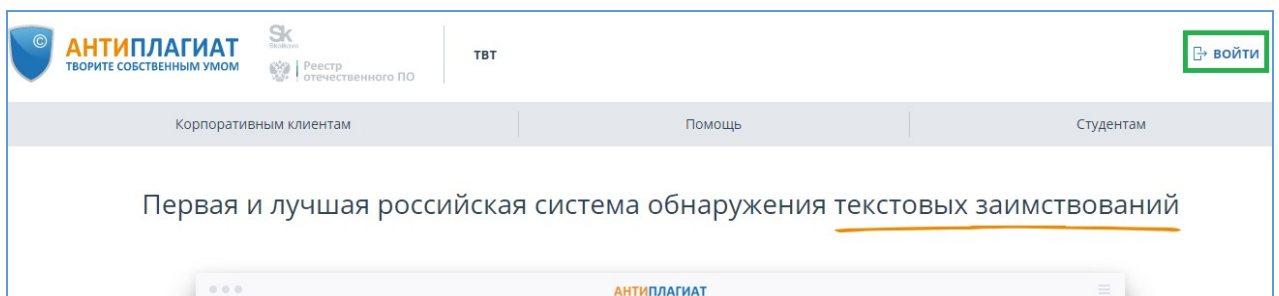 ©
АНТИПЛАГИАТ
ТВОРИТЕ СОБСТВЕННЫМ УМОМ
Sk
Skolkovo
Реестр
отечественного ПО
ТВТ
ВОЙТИ
Корпоративным клиентам
Помощь
Студентам
Первая и лучшая российская система обнаружения текстовых заимствований
АНТИПЛАГИАТ